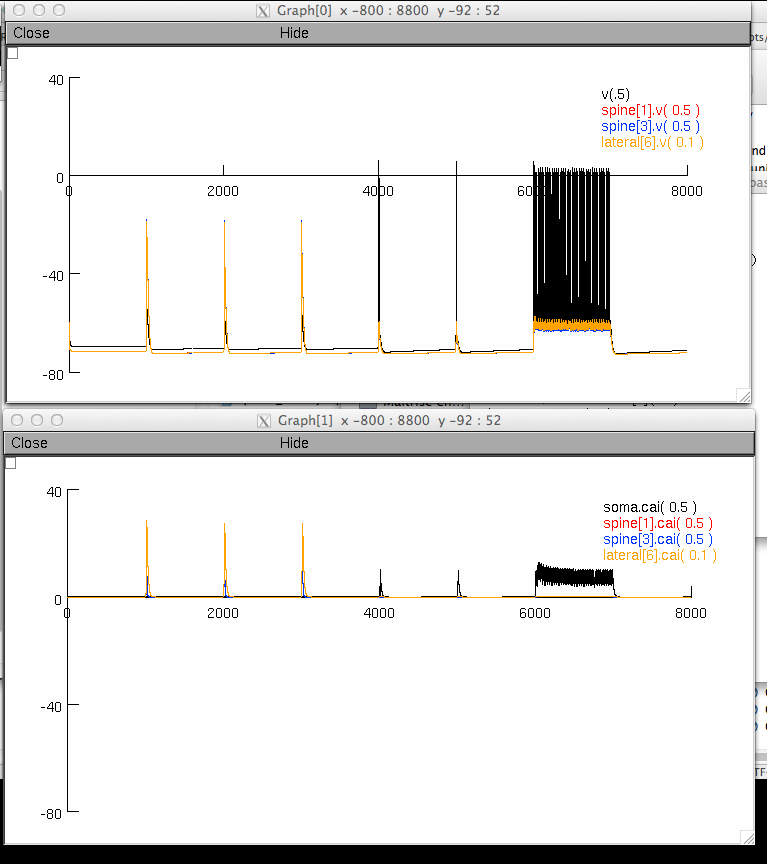 Graph[0] x -800 : 8800 y -92 : 52
Close Hide
40
v(.5)
spine[1].v( 0.5 )
spine[3].v( 0.5 )
lateral[6].v( 0.1 )
0
0 2000 4000 6000 8000
-40
-80
Graph[1] x -800 : 8800 y -92 : 52
Close Hide
40
soma.cai( 0.5 )
spine[1].cai( 0.5 )
spine[3].cai( 0.5 )
lateral[6].cai( 0.1 )
0
0 2000 4000 6000 8000
-40
-80